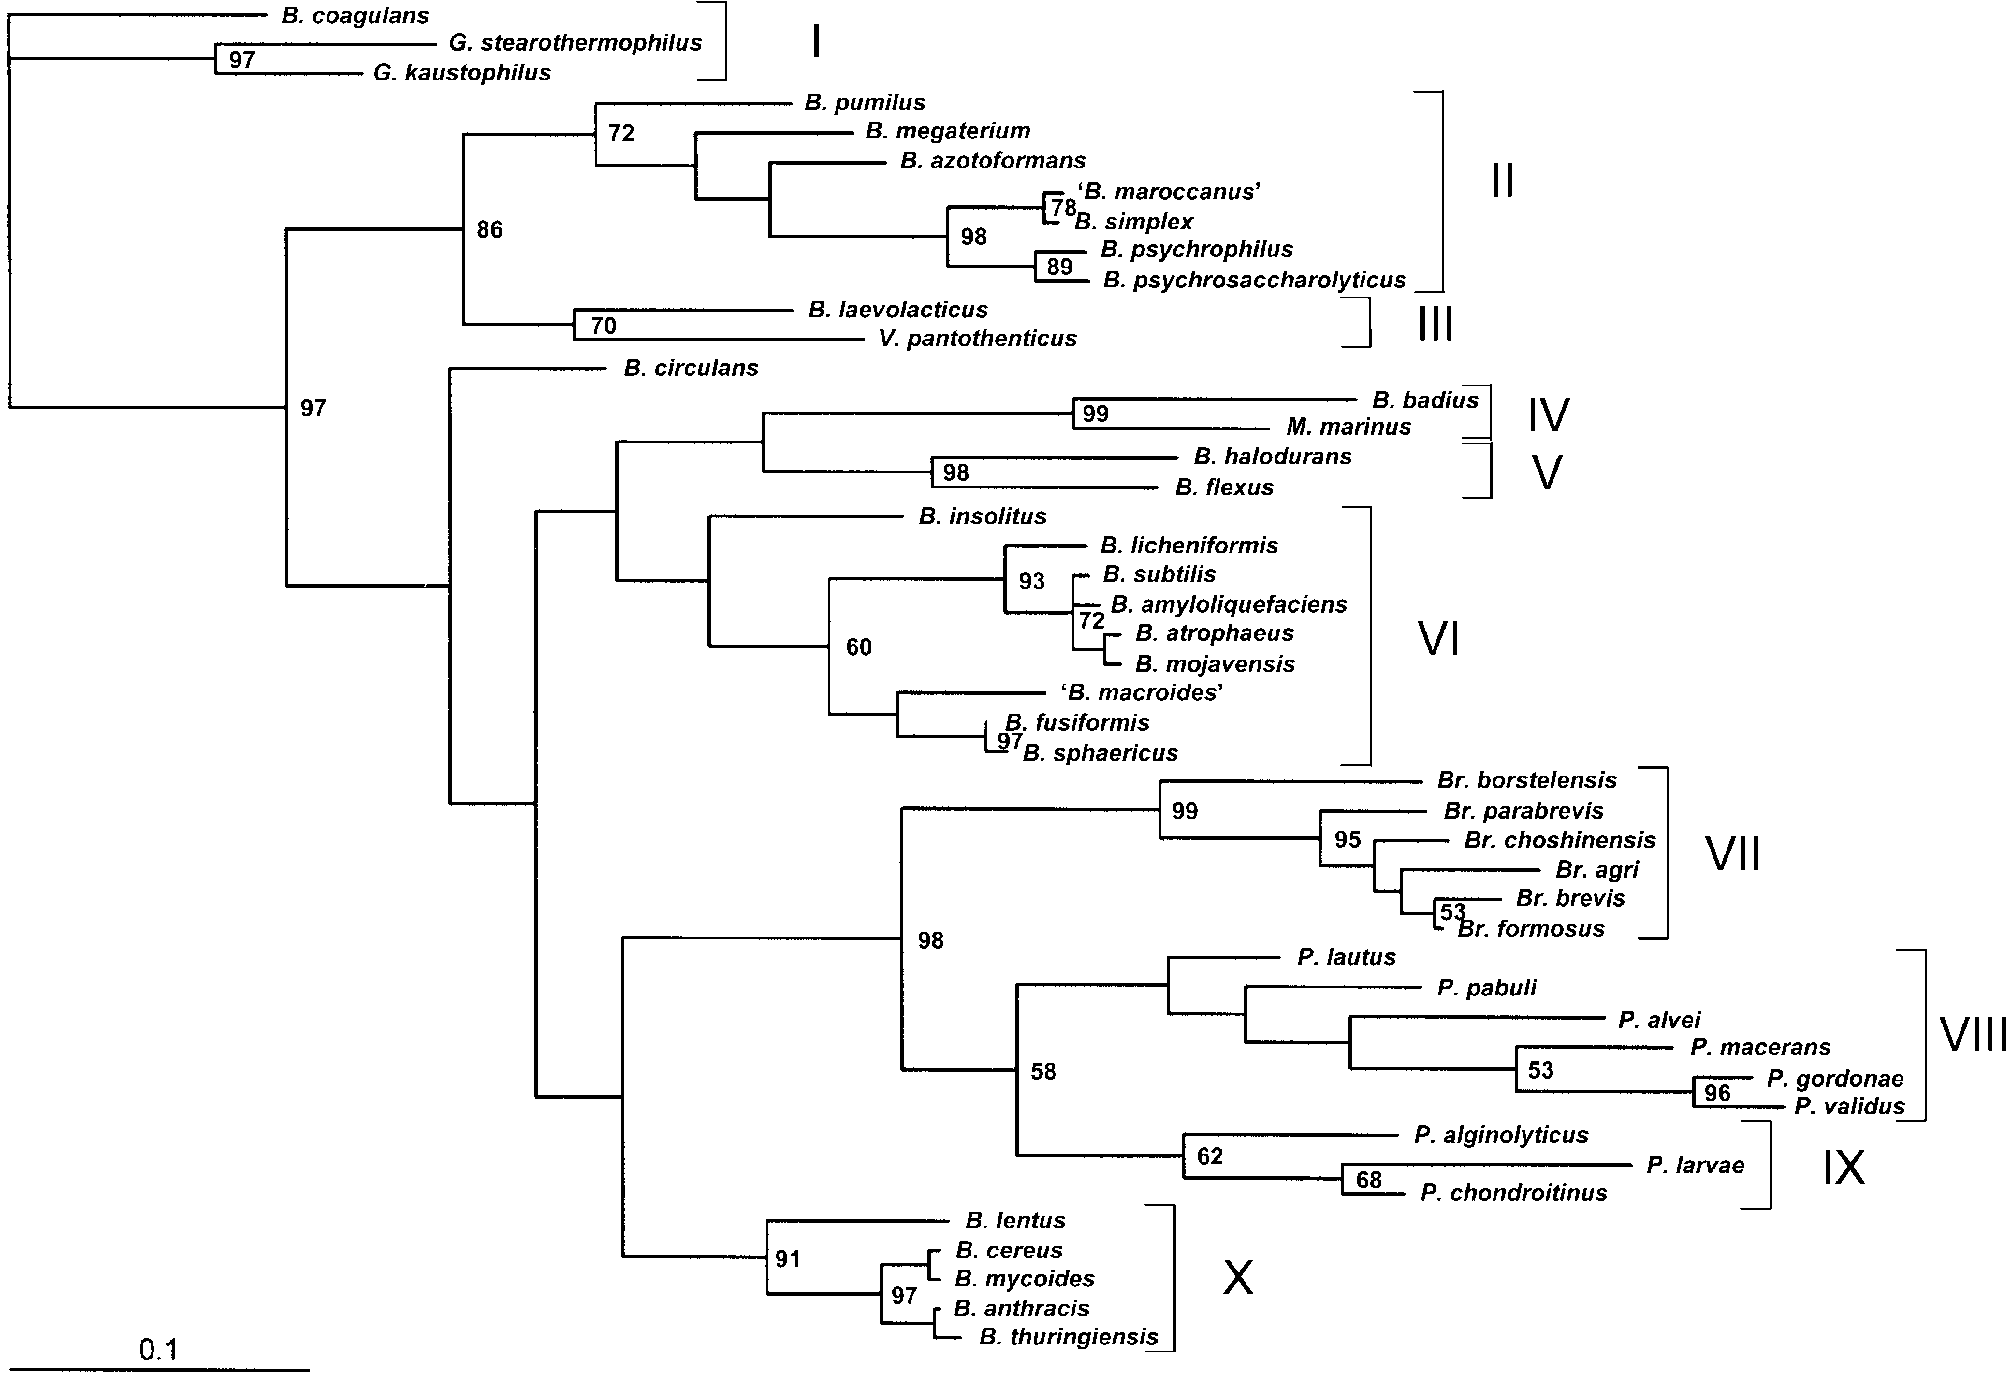 B. coagulans
G. stearothermophilus
97
G. kaustophilus
I
B. pumilus
72
B. megaterium
B. azotoformans
II
‘B. maroccanus’
78
B. simplex
86
98
B. psychrophilus
89
B. psychrosaccharolyticus
B. laevolacticus
70
III
V. pantothenticus
B. circulans
97
B. badius
99
IV
M. marinus
B. halodurans
98
V
B. flexus
B. insolitus
B. licheniformis
93
B. subtilis
B. amyloliquefaciens
72
B. atrophaeus
VI
60
B. mojavensis
‘B. macroides’
B. fusiformis
97
B. sphaericus
Br. borstelensis
99
Br. parabrevis
95
Br. choshinensis
VII
Br. agri
Br. brevis
53
Br. formosus
98
P. lautus
P. pabuli
P. alvei
VIII
P. macerans
58
53
P. gordonae
96
P. validus
P. alginolyticus
62
P. larvae
IX
68
P. chondroitinus
B. lentus
91
B. cereus
X
B. mycoides
97
B. anthracis
B. thuringiensis
0.1